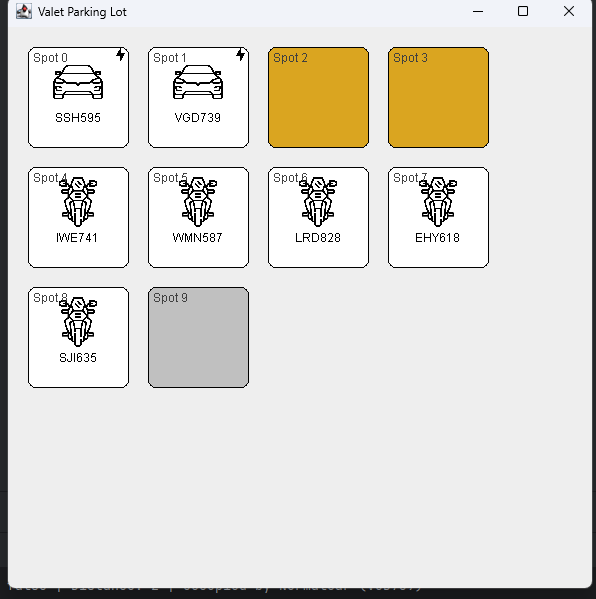 Valet Parking Lot
Spot 0
SSH595
Spot 1
VGD739
Spot 2
Spot 3
Spot 4
IWE741
Spot 5
WMN587
Spot 6
LRD828
Spot 7
EHY618
Spot 8
SJI635
Spot 9